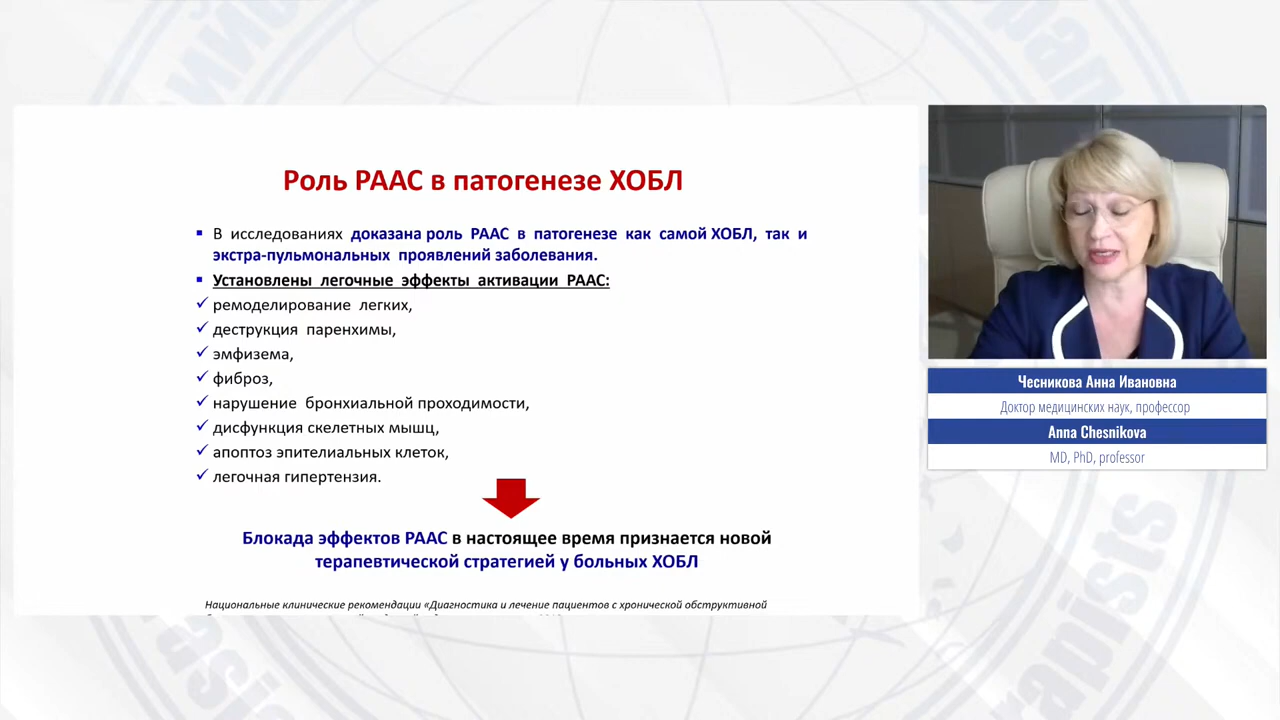 Роль РААС в патогенезе ХОБЛ
В исследованиях доказана роль РААС в патогенезе как самой ХОБЛ, так и
экстра-пульмональных проявлений заболевания.
Установлены легочные эффекты активации РААС:
ремоделирование легких,
деструкция паренхимы,
эмфизема,
фиброз,
нарушение бронхиальной проходимости,
дисфункция скелетных мышц,
апоптоз эпителиальных клеток,
легочная гипертензия.
Блокада эффектов РААС в настоящее время признается новой
терапевтической стратегией у больных ХОБЛ
Национальные клинические рекомендации «Диагностика и лечение пациентов с хронической обструктивной
Чесникова Анна Ивановна
Доктор медицинских наук, профессор
Anna Chesnikova
MD, PhD, professor